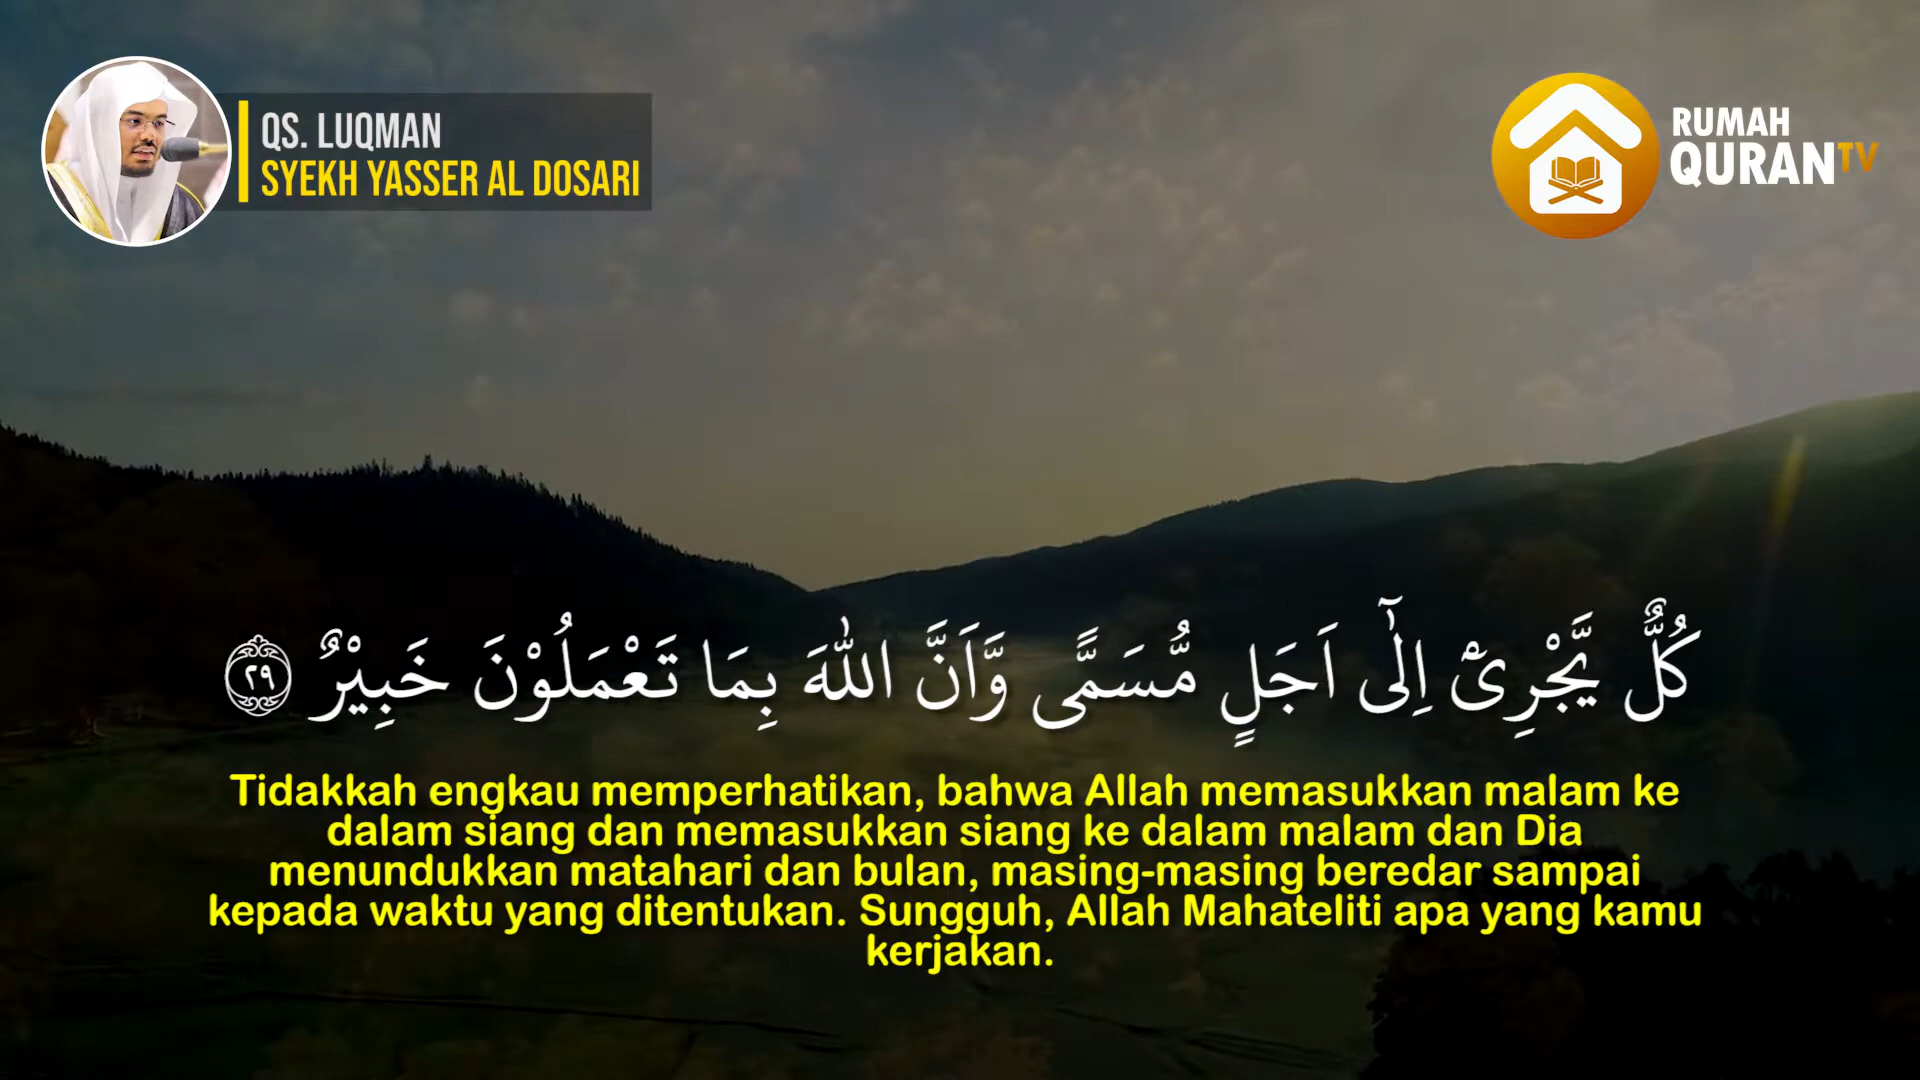 QS. LUQMAN
SYEKH YASSER AL DOSARI
RUMAH
QURANTV
كُلٌّ يَّجْرِيْٓ اِلٰٓى اَجَلٍ مُّسَمًّى وَّاَنَّ اللّٰهَ بِمَا تَعْمَلُوْنَ خَبِيْرٌ ٢٩
Tidakkah engkau memperhatikan, bahwa Allah memasukkan malam ke
dalam siang dan memasukkan siang ke dalam malam dan Dia
menundukkan matahari dan bulan, masing-masing beredar sampai
kepada waktu yang ditentukan. Sungguh, Allah Mahateliti apa yang kamu
kerjakan.